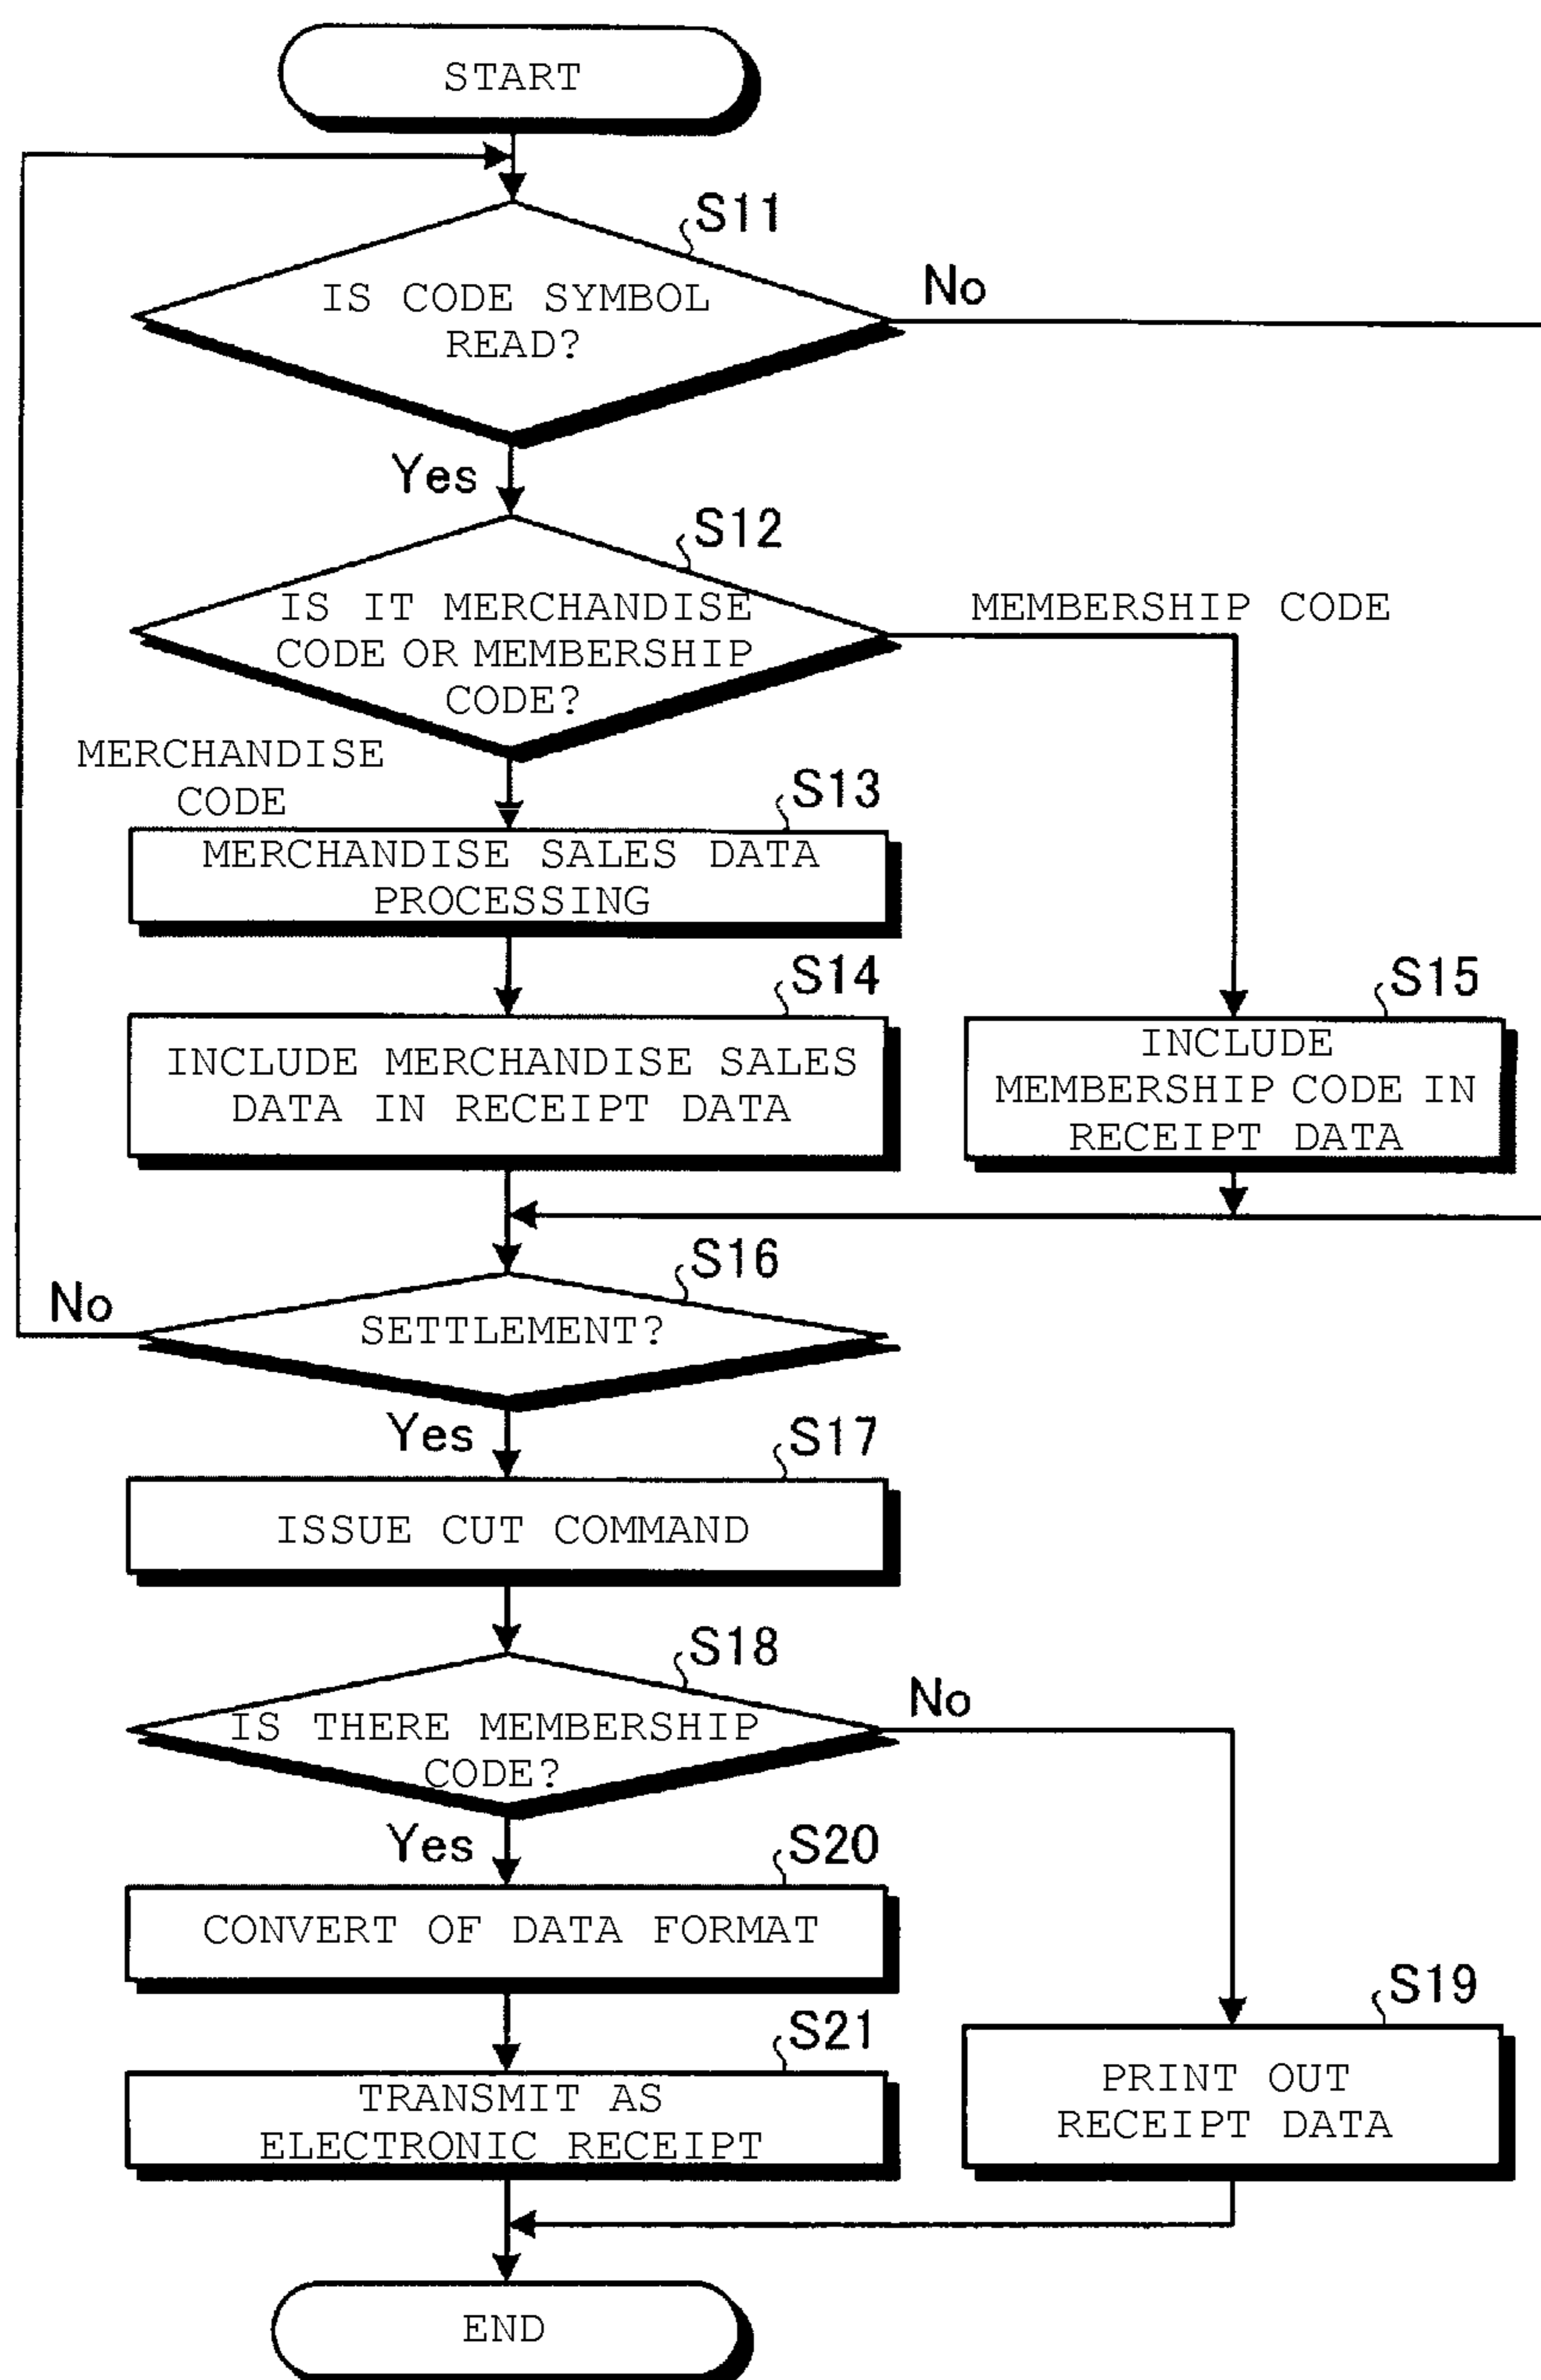 START
S11
IS CODE SYMBOL
READ?
No
Yes
S12
IS IT MERCHANDISE
CODE OR MEMBERSHIP
CODE?
MEMBERSHIP CODE
MERCHANDISE
CODE
S13
MERCHANDISE SALES DATA
PROCESSING
S14
INCLUDE MERCHANDISE SALES
DATA IN RECEIPT DATA
S15
INCLUDE
MEMBERSHIP CODE IN
RECEIPT DATA
S16
SETTLEMENT?
No
Yes
S17
ISSUE CUT COMMAND
S18
IS THERE MEMBERSHIP
CODE?
No
Yes
S20
CONVERT OF DATA FORMAT
S21
TRANSMIT AS
ELECTRONIC RECEIPT
S19
PRINT OUT
RECEIPT DATA
END